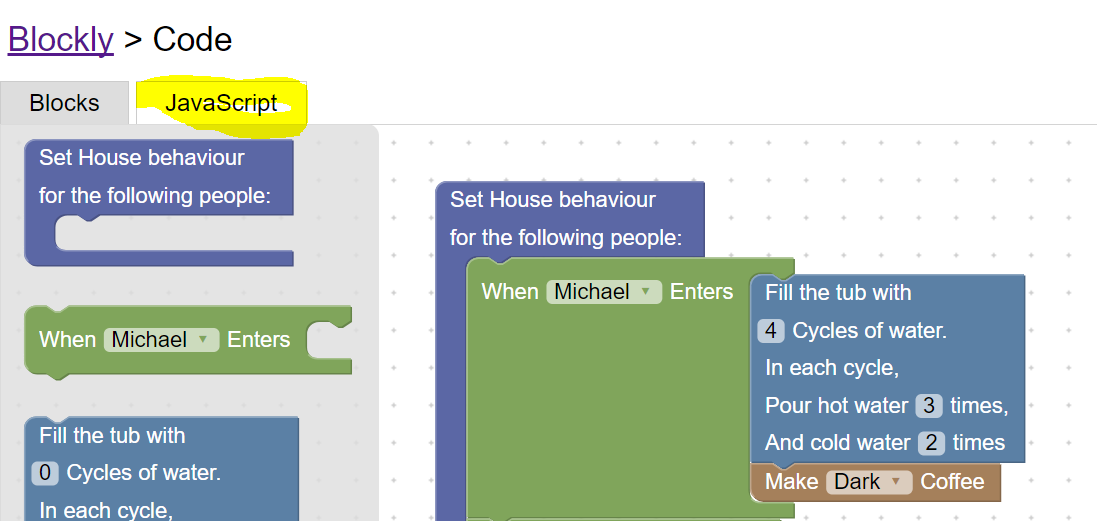 Blockly > Code
Blocks
JavaScript
Set House behaviour
for the following people:
When Michael Enters
Fill the tub with
0 Cycles of water.
In each cycle,
Set House behaviour
for the following people:
When Michael Enters
Fill the tub with
4 Cycles of water.
In each cycle,
Pour hot water 3 times,
And cold water 2 times
Make Dark Coffee